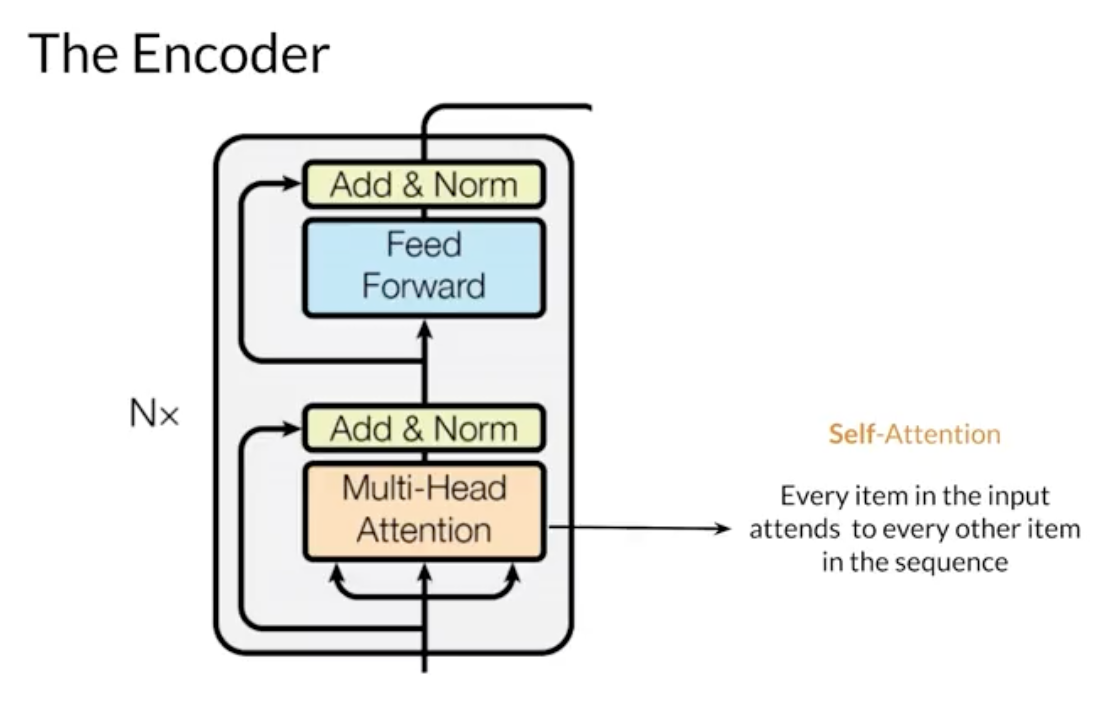 The Encoder
Add & Norm
Feed
Forward
Nx
Add & Norm
Multi-Head
Attention
Self-Attention
Every item in the input
attends to every other item
in the sequence